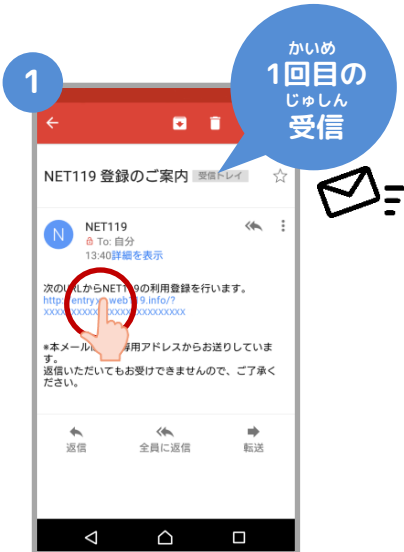 1
かいめ
1回目の
じゅしん
受信
NET119 登録のご案内 受信トレイ
N
NET119
To: 自分
13:40詳細を表示
次のURLからNET119の利用登録を行います。
http://entryx.web119.info/?
xxxxxxxxxxxxxxxxxxxxxxxxxx
*本メールは 専用アドレスからお送りしていま
す。
返信いただいてもお受けできませんので、ご了承く
ださい。
返信
全員に返信
転送